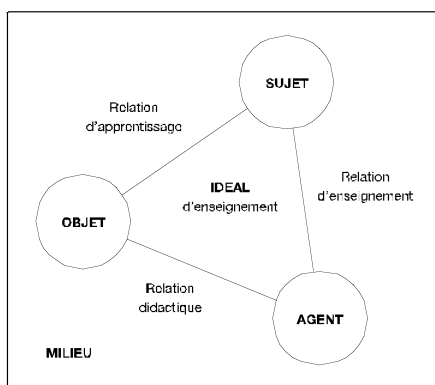 SUJET
Relation
d'apprentissage
IDEAL
d'enseignement
Relation
d'enseignement
OBJET
Relation
didactique
AGENT
MILIEU